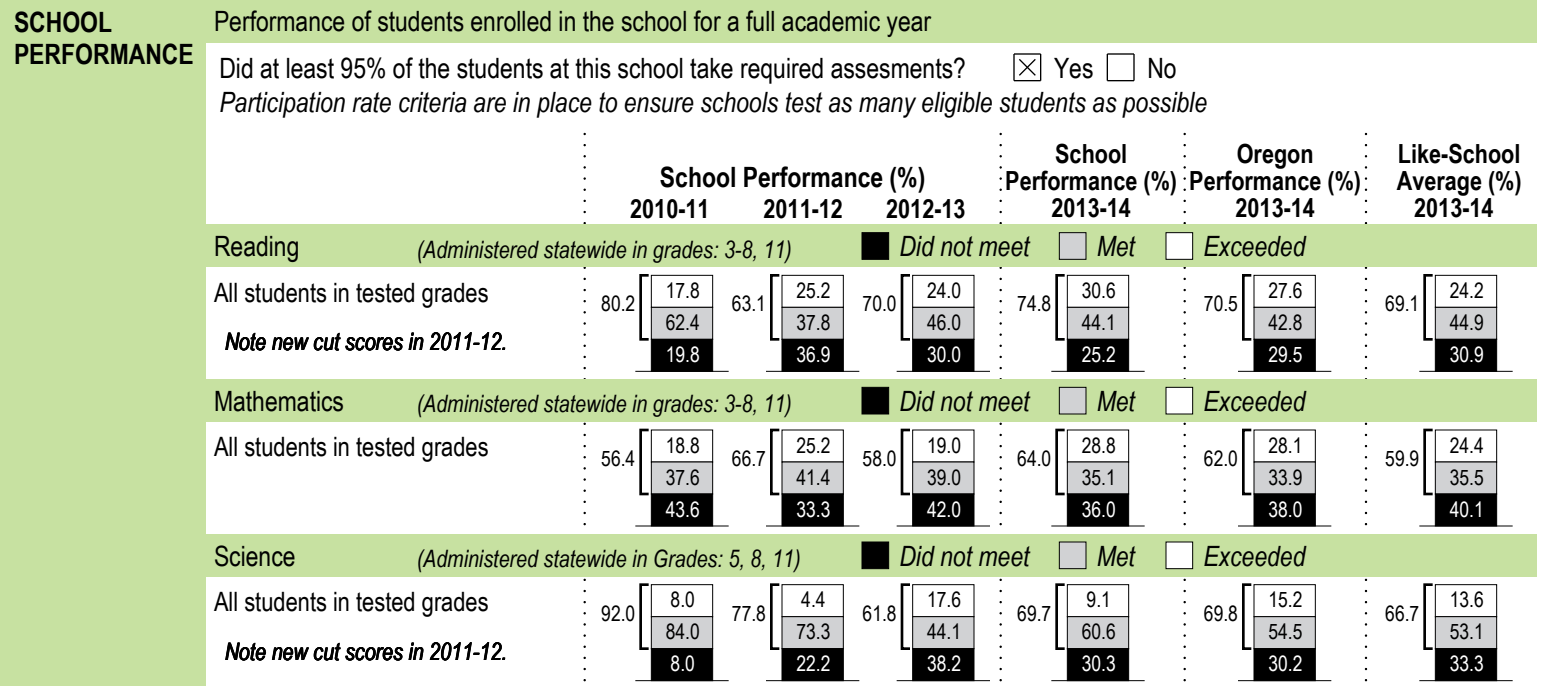 SCHOOL PERFORMANCE
Performance of students enrolled in the school for a full academic year
Did at least 95% of the students at this school take required assesments? Yes No
Participation rate criteria are in place to ensure schools test as many eligible students as possible
School Performance (%)
2010-11 2011-12 2012-13
School Performance (%) 2013-14
Oregon Performance (%) 2013-14
Like-School Average (%) 2013-14
Reading (Administered statewide in grades: 3-8, 11) Did not meet Met Exceeded
All students in tested grades
Note new cut scores in 2011-12.
80.2 17.8 62.4 19.8
63.1 25.2 37.8 36.9
70.0 24.0 46.0 30.0
74.8 30.6 44.1 25.2
70.5 27.6 42.8 29.5
69.1 24.2 44.9 30.9
Mathematics (Administered statewide in grades: 3-8, 11) Did not meet Met Exceeded
All students in tested grades
56.4 18.8 37.6 43.6
66.7 25.2 41.4 33.3
58.0 19.0 39.0 42.0
64.0 28.8 35.1 36.0
62.0 28.1 33.9 38.0
59.9 24.4 35.5 40.1
Science (Administered statewide in Grades: 5, 8, 11) Did not meet Met Exceeded
All students in tested grades
Note new cut scores in 2011-12.
92.0 8.0 84.0 8.0
77.8 4.4 73.3 22.2
61.8 17.6 44.1 38.2
69.7 9.1 60.6 30.3
69.8 15.2 54.5 30.2
66.7 13.6 53.1 33.3